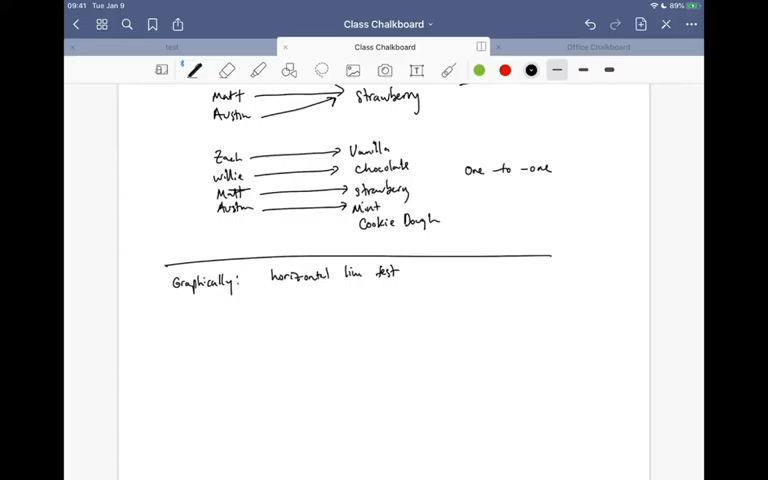 09:41 Tue Jan 9
89%
Class Chalkboard
test
Class Chalkboard
Office Chalkboard
Matt
Strawberry
Austin
Zach
Vanilla
Willie
Chocolate
one-to-one
Matt
Strawberry
Austin
Mint
Cookie Dough
Graphically: horizontal line test